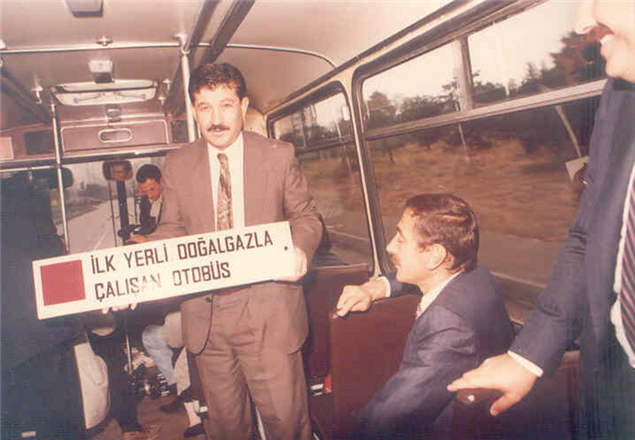 İLK YERLİ DOĞALGAZLA
ÇALIŞAN OTOBÜS